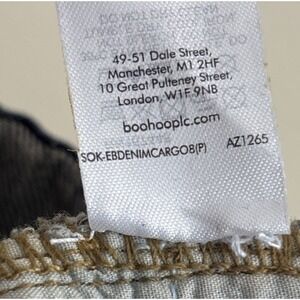 49-51 Dale Street,
Manchester, M1 2HF
10 Great Pulteney Street,
London, W1F 9NB
boohooplc.com
SOK-EBDENIMCARGO8(P) AZ1265